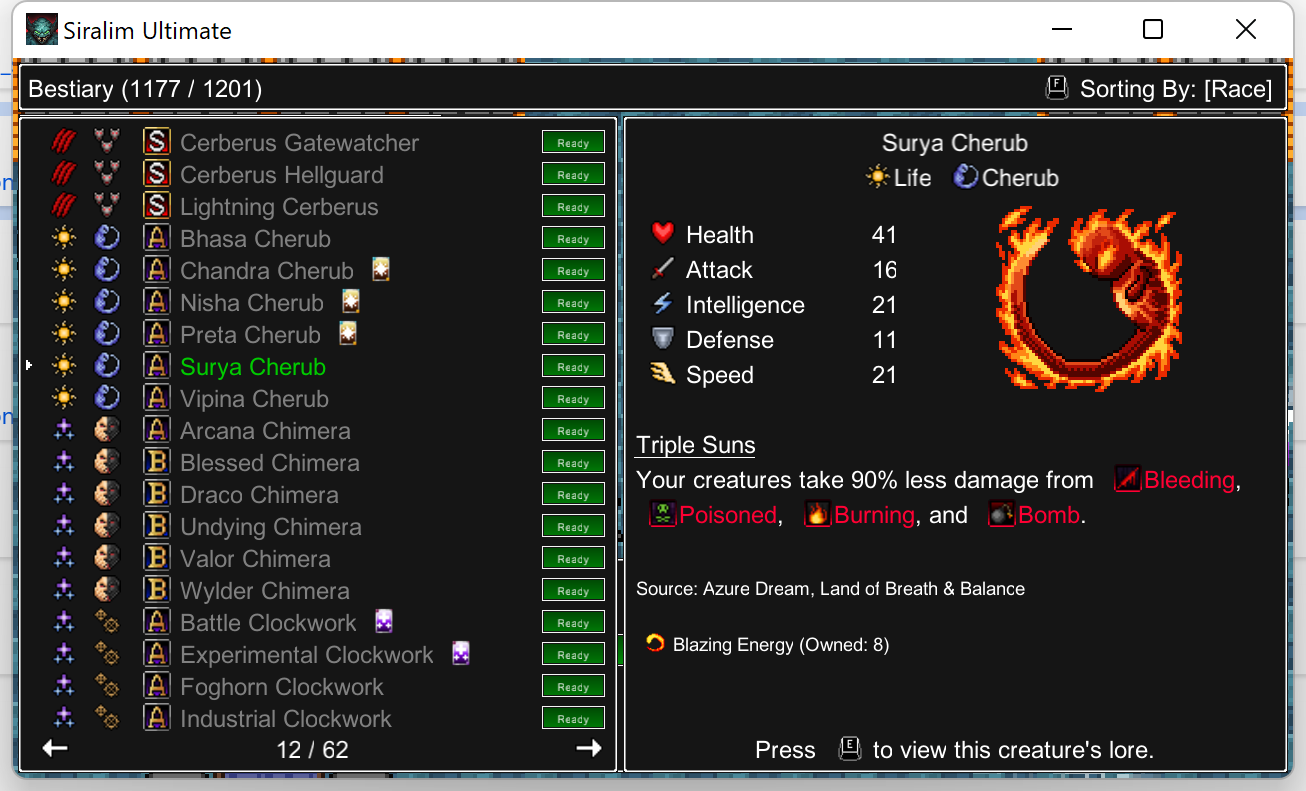 Siralim Ultimate
Bestiary (1177 / 1201)
F Sorting By: [Race]
S Cerberus Gatewatcher Ready
S Cerberus Hellguard Ready
S Lightning Cerberus Ready
A Bhasa Cherub Ready
A Chandra Cherub Ready
A Nisha Cherub Ready
A Preta Cherub Ready
A Surya Cherub Ready
A Vipina Cherub Ready
A Arcana Chimera Ready
B Blessed Chimera Ready
B Draco Chimera Ready
B Undying Chimera Ready
B Valor Chimera Ready
B Wylder Chimera Ready
A Battle Clockwork Ready
A Experimental Clockwork Ready
A Foghorn Clockwork Ready
A Industrial Clockwork Ready
12 / 62
Surya Cherub
Life Cherub
Health 41
Attack 16
Intelligence 21
Defense 11
Speed 21
Triple Suns
Your creatures take 90% less damage from Bleeding,
Poisoned, Burning, and Bomb.
Source: Azure Dream, Land of Breath & Balance
Blazing Energy (Owned: 8)
Press E to view this creature's lore.